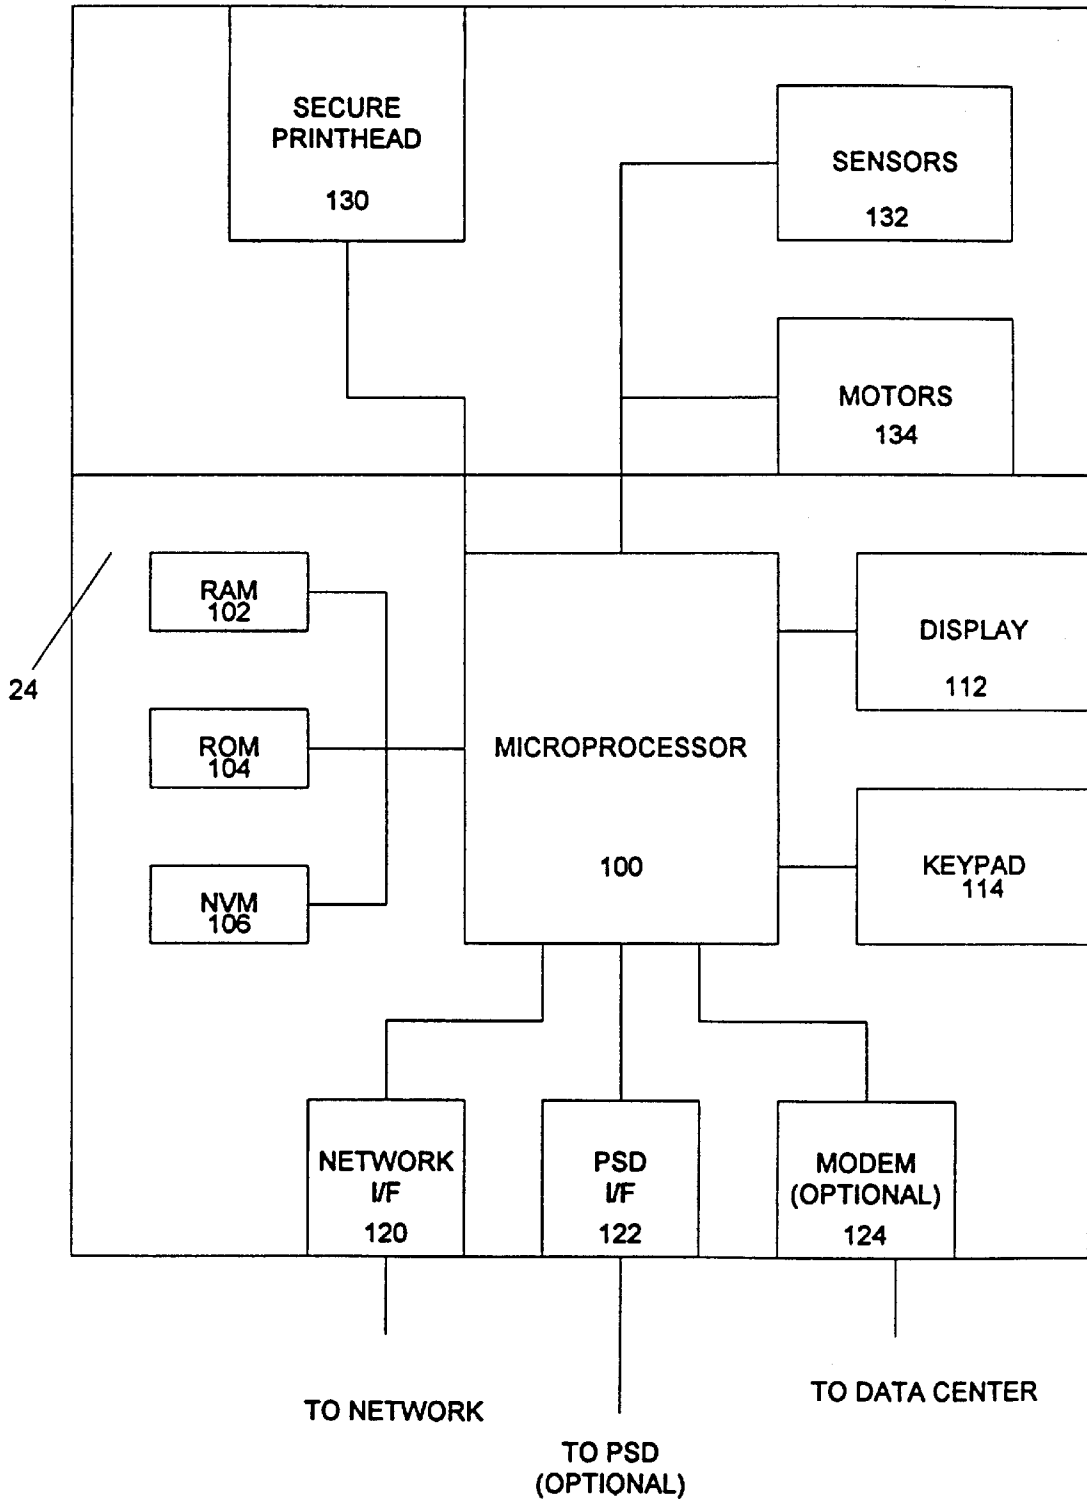 SECURE
PRINTHEAD
130
SENSORS
132
MOTORS
134
24
RAM
102
ROM
104
NVM
106
MICROPROCESSOR
100
DISPLAY
112
KEYPAD
114
NETWORK
I/F
120
PSD
I/F
122
MODEM
(OPTIONAL)
124
TO NETWORK
TO PSD
(OPTIONAL)
TO DATA CENTER